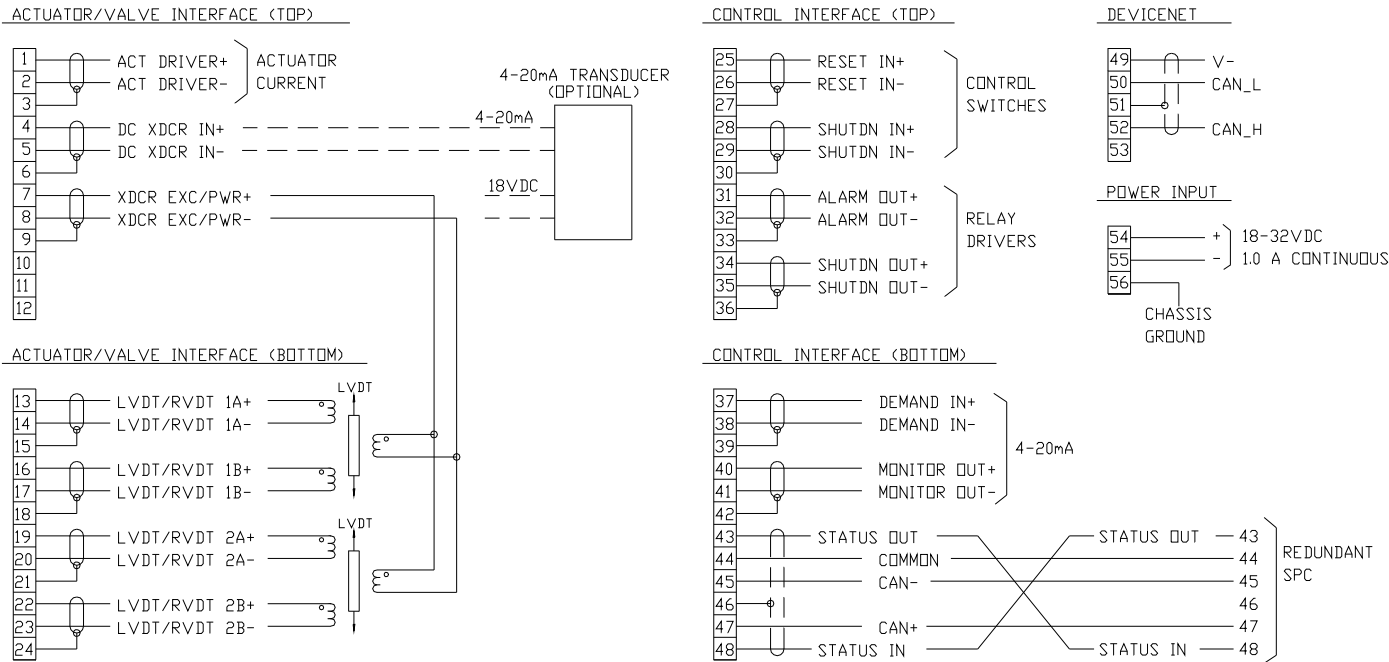 ACTUATOR/VALVE INTERFACE (TOP)
1 ACT DRIVER+
2 ACT DRIVER-
3
ACTUATOR
CURRENT
4 DC XDCR IN+
5 DC XDCR IN-
6
7 XDCR EXC/PWR+
8 XDCR EXC/PWR-
9
10
11
12
4-20mA TRANSDUCER
(OPTIONAL)
4-20mA
18VDC
ACTUATOR/VALVE INTERFACE (BOTTOM)
13 LVDT/RVDT 1A+
14 LVDT/RVDT 1A-
15
16 LVDT/RVDT 1B+
17 LVDT/RVDT 1B-
18
19 LVDT/RVDT 2A+
20 LVDT/RVDT 2A-
21
22 LVDT/RVDT 2B+
23 LVDT/RVDT 2B-
24
LVDT
LVDT
CONTROL INTERFACE (TOP)
25 RESET IN+
26 RESET IN-
27
28 SHUTDN IN+
29 SHUTDN IN-
30
CONTROL
SWITCHES
31 ALARM OUT+
32 ALARM OUT-
33
34 SHUTDN OUT+
35 SHUTDN OUT-
36
RELAY
DRIVERS
CONTROL INTERFACE (BOTTOM)
37 DEMAND IN+
38 DEMAND IN-
39
40 MONITOR OUT+
41 MONITOR OUT-
42
4-20mA
43 STATUS OUT STATUS OUT 43
44 COMMON 44
45 CAN- 45
46 46
47 CAN+ 47
48 STATUS IN STATUS IN 48
REDUNDANT
SPC
DEVICENET
49 V-
50 CAN_L
51
52 CAN_H
53
POWER INPUT
54 + 18-32VDC
55 - 1.0 A CONTINUOUS
56
CHASSIS
GROUND